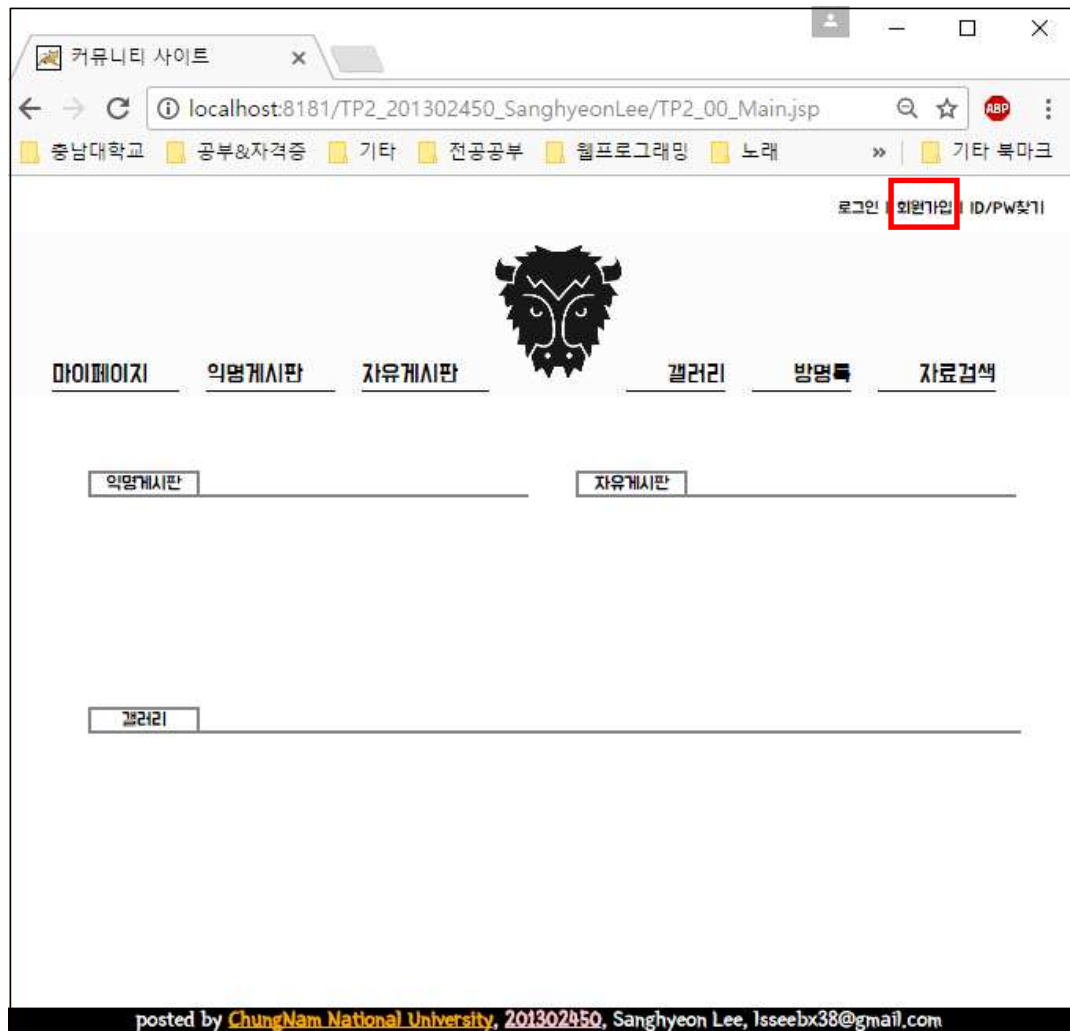 커뮤니티 사이트
localhost:8181/TP2_201302450_SanghyeonLee/TP2_00_Main.jsp ABP
충남대학교 공부&자격증 기타 전공공부 웹프로그래밍 노래 » 기타 북마크
로그인 | 회원가입 | ID/PW찾기
마이페이지 익명게시판 자유게시판 갤러리 방명록 자료검색
익명게시판 자유게시판
갤러리
posted by ChungNam National University, 201302450, Sanghyeon Lee, lsseebx38@gmail.com